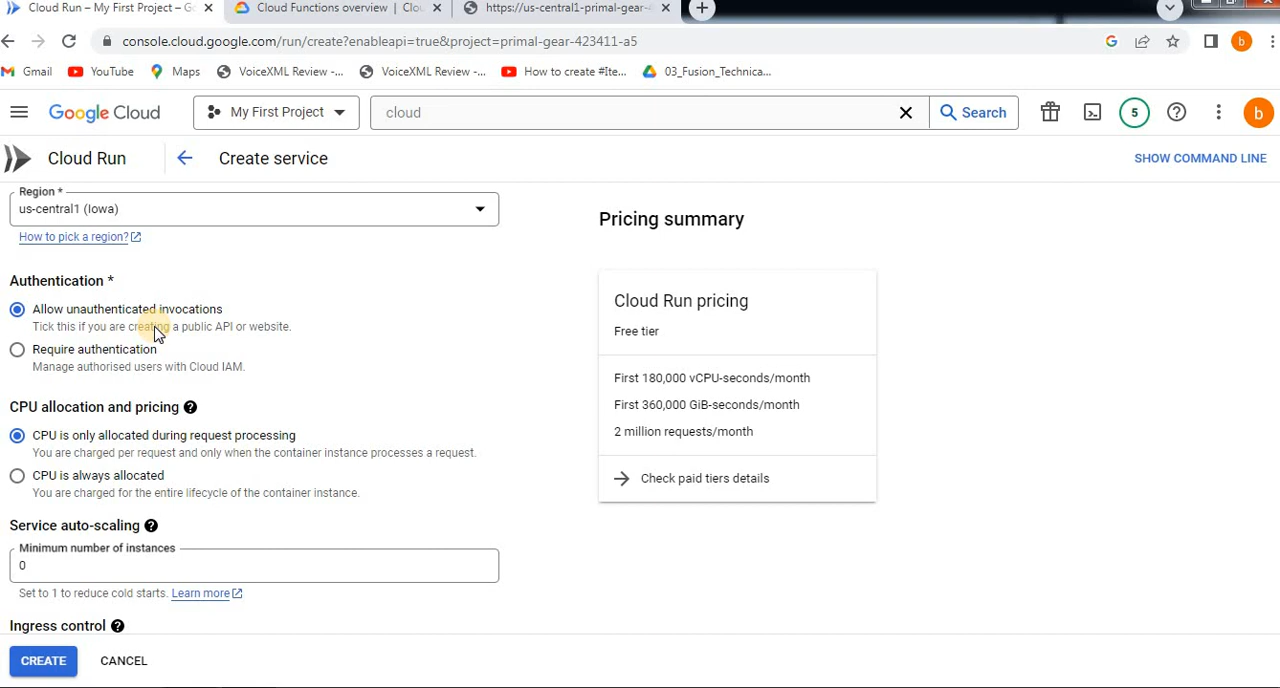 Cloud Run – My First Project – Go
Cloud Functions overview | Clou
https://us-central1-primal-gear-4
console.cloud.google.com/run/create?enableapi=true&project=primal-gear-423411-a5
G
b
Gmail
YouTube
Maps
VoiceXML Review -...
VoiceXML Review -...
How to create #Ite...
03_Fusion_Technica...
Google Cloud
My First Project
cloud
Search
5
b
Cloud Run
Create service
SHOW COMMAND LINE
Region *
us-central1 (Iowa)
How to pick a region?
Authentication *
Allow unauthenticated invocations
Tick this if you are creating a public API or website.
Require authentication
Manage authorised users with Cloud IAM.
CPU allocation and pricing
CPU is only allocated during request processing
You are charged per request and only when the container instance processes a request.
CPU is always allocated
You are charged for the entire lifecycle of the container instance.
Service auto-scaling
Minimum number of instances
0
Set to 1 to reduce cold starts. Learn more
Ingress control
CREATE
CANCEL
Pricing summary
Cloud Run pricing
Free tier
First 180,000 vCPU-seconds/month
First 360,000 GiB-seconds/month
2 million requests/month
Check paid tiers details